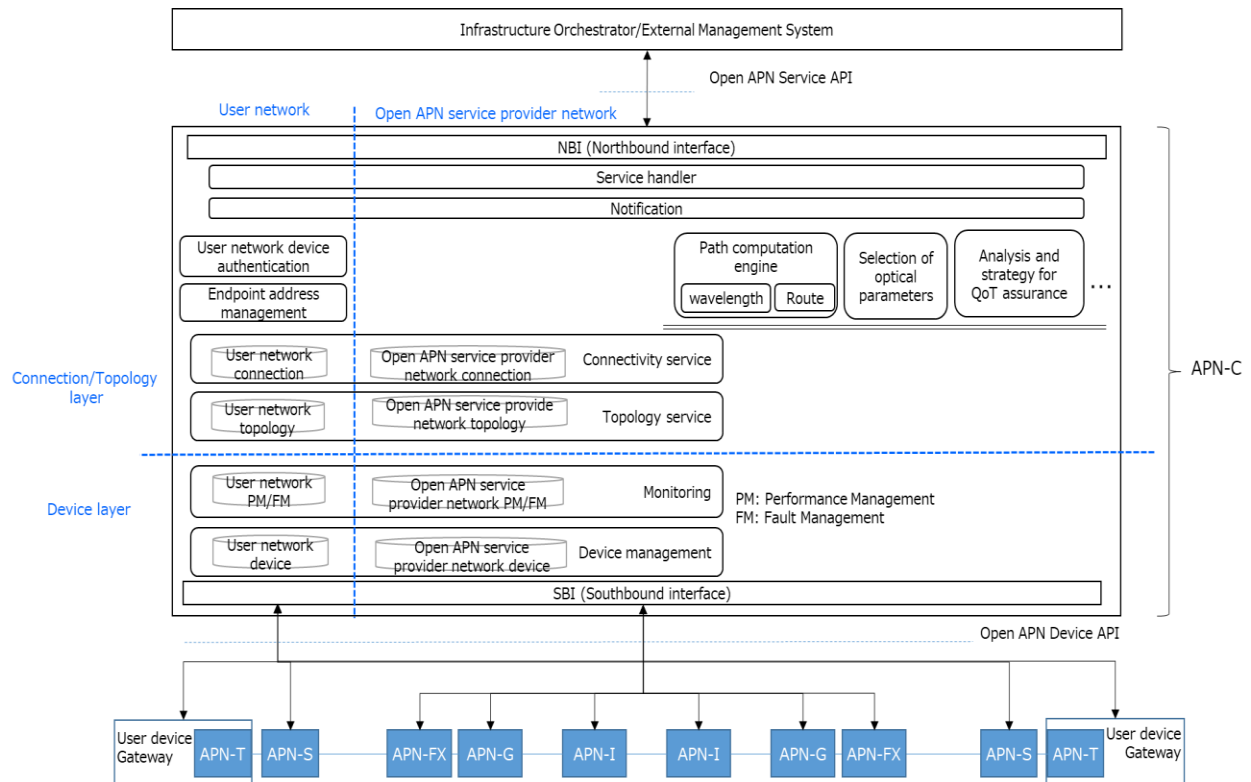 Infrastructure Orchestrator/External Management System
Open APN Service API
User network
Open APN service provider network
NBI (Northbound interface)
Service handler
Notification
User network device
authentication
Endpoint address
management
Path computation
engine
wavelength
Route
Selection of
optical
parameters
Analysis and
strategy for
QoT assurance
...
APN-C
Connection/Topology
layer
User network
connection
Open APN service provider
network connection
Connectivity service
User network
topology
Open APN service provide
network topology
Topology service
Device layer
User network
PM/FM
Open APN service
provider network PM/FM
Monitoring
PM: Performance Management
FM: Fault Management
User network
device
Open APN service
provider network device
Device management
SBI (Southbound interface)
Open APN Device API
User device
Gateway
APN-T
APN-S
APN-FX
APN-G
APN-I
APN-I
APN-G
APN-FX
APN-S
APN-T
User device
Gateway